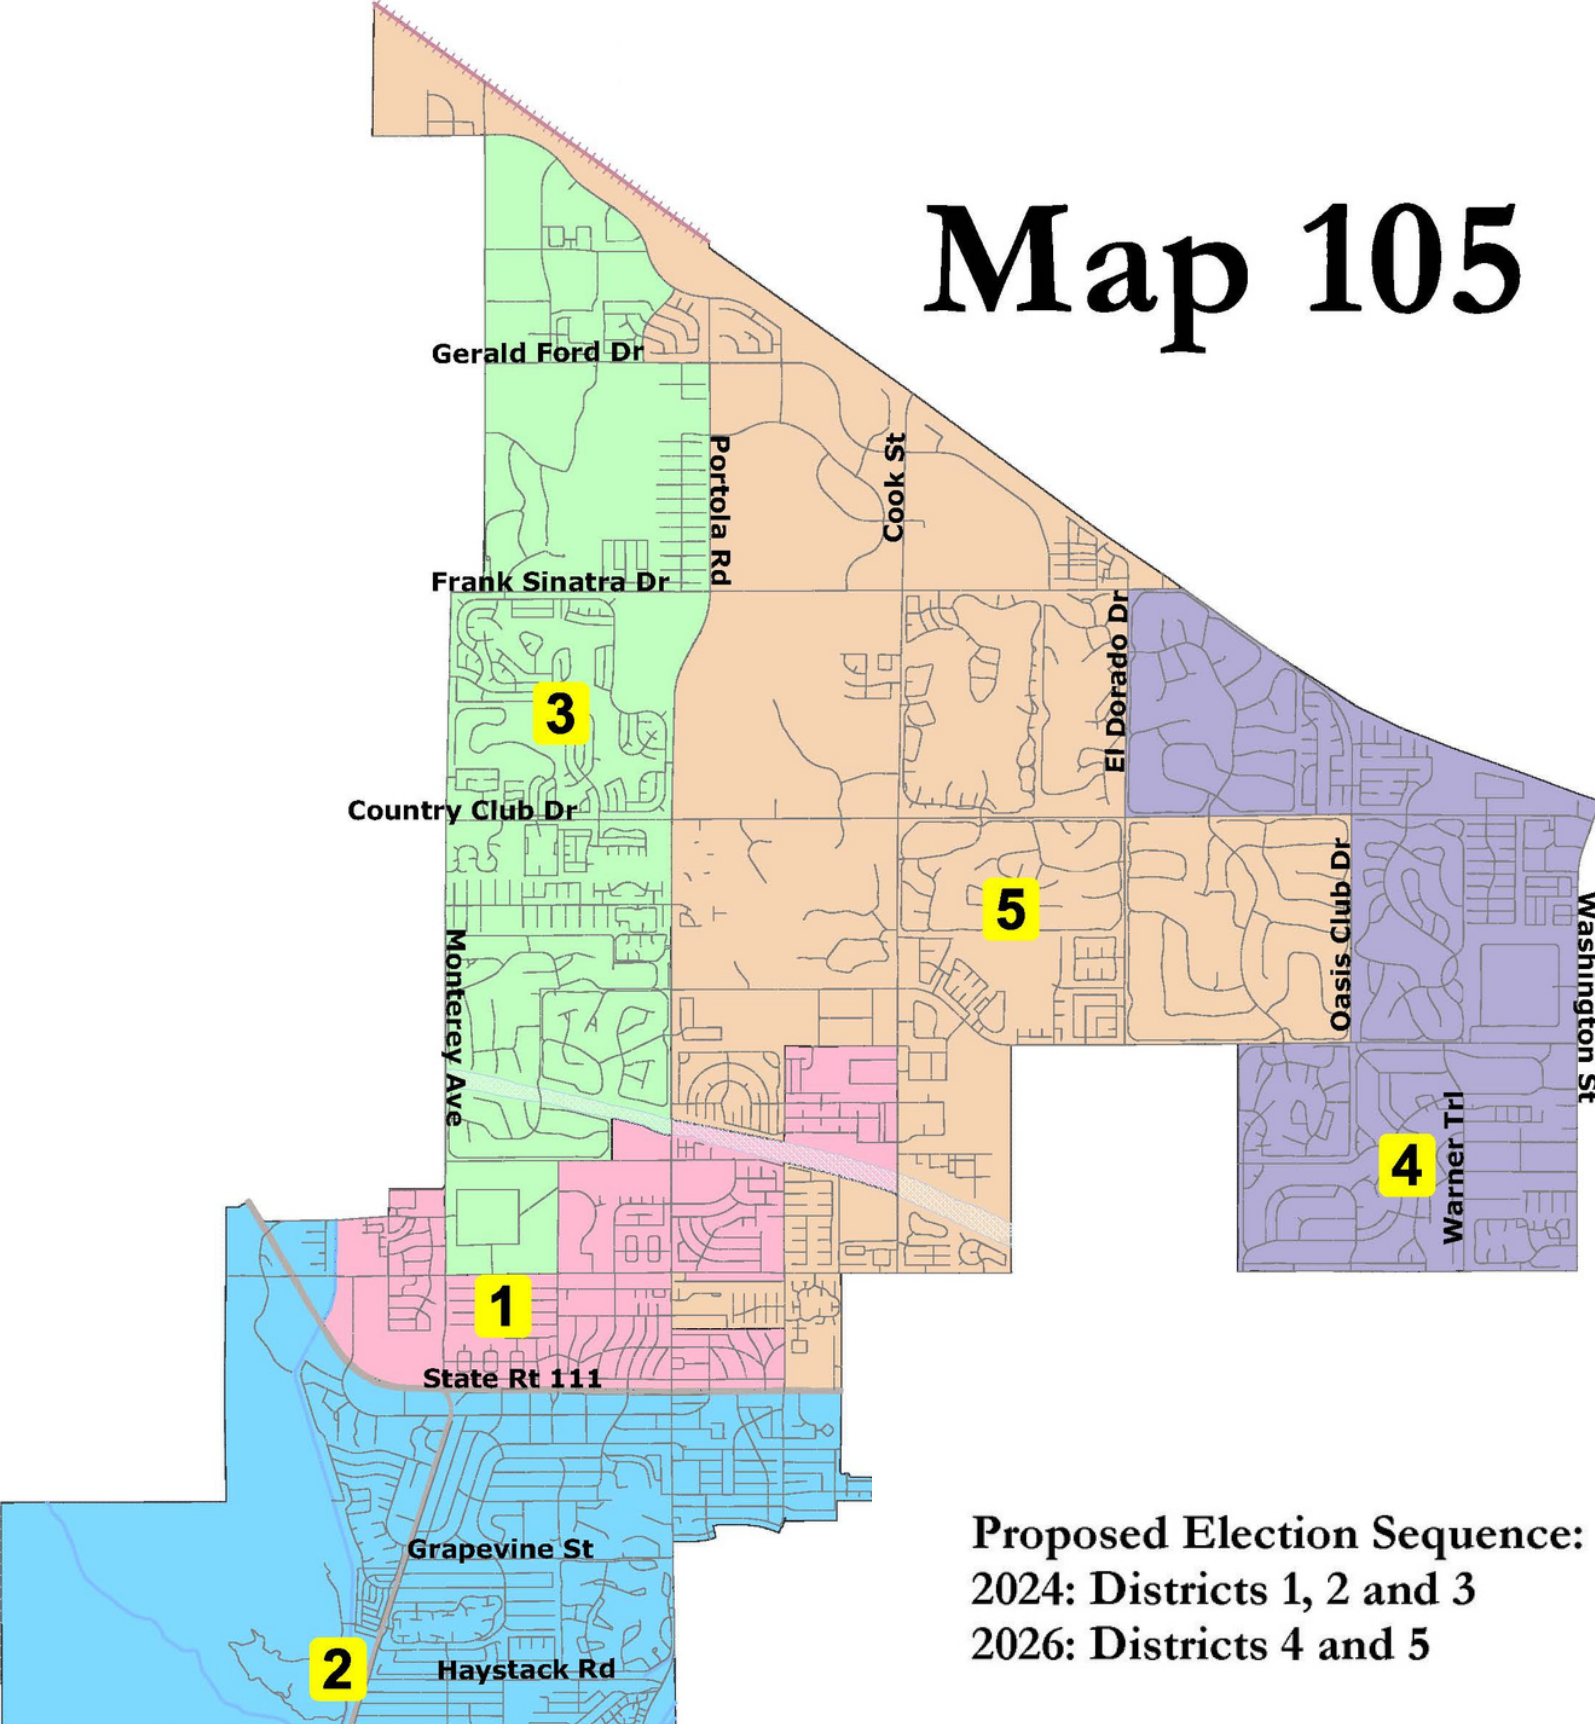 Map 105
Gerald Ford Dr
Portola Rd
Cook St
Frank Sinatra Dr
El Dorado Dr
3
Country Club Dr
5
Oasis Club Dr
Washington St
Monterey Ave
4
Warner Trl
1
State Rt 111
Grapevine St
2
Haystack Rd
Proposed Election Sequence:
2024: Districts 1, 2 and 3
2026: Districts 4 and 5